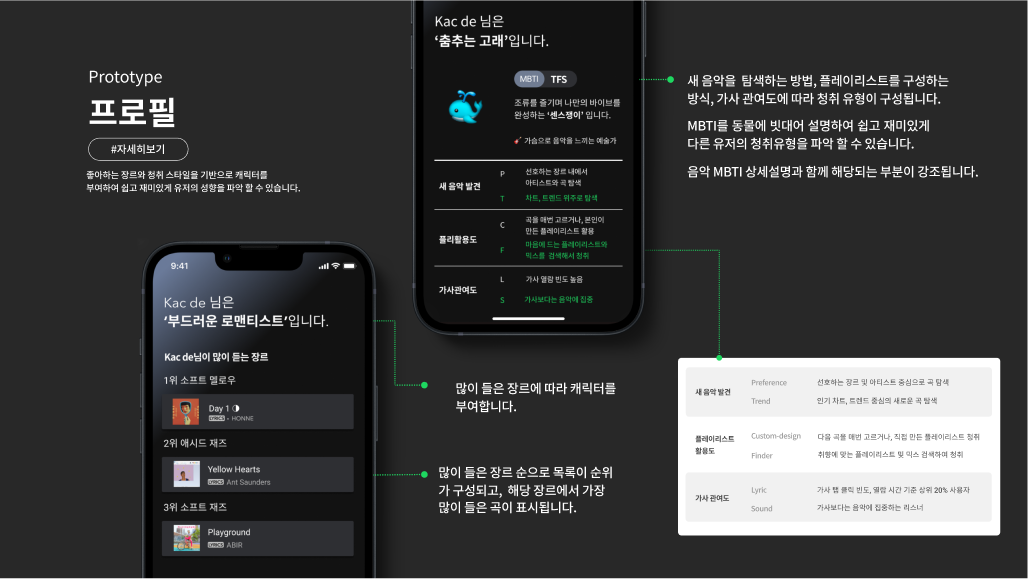 Prototype
프로필
#자세히보기
좋아하는 장르와 청취 스타일을 기반으로 캐릭터를
부여하여 쉽고 재미있게 유저의 성향을 파악 할 수 있습니다.
9:41
Kac de 님은
‘부드러운 로맨티스트’입니다.
Kac de님이 많이 듣는 장르
1위 소프트 멜로우
Day 1 ◑
LYRICS • HONNE
2위 애시드 재즈
Yellow Hearts
LYRICS Ant Saunders
3위 소프트 재즈
Playground
LYRICS ABIR
Kac de 님은
‘춤추는 고래’입니다.
MBTI TFS
조류를 즐기며 나만의 바이브를
완성하는 ‘센스쟁이’ 입니다.
가슴으로 음악을 느끼는 예술가
새 음악 발견
P 선호하는 장르 내에서
아티스트와 곡 탐색
T 차트, 트렌드 위주로 탐색
플리활용도
C 곡을 매번 고르거나, 본인이
만든 플레이리스트 활용
F 마음에 드는 플레이리스트와
믹스를 검색해서 청취
가사관여도
L 가사 열람 빈도 높음
S 가사보다는 음악에 집중
많이 들은 장르에 따라 캐릭터를
부여합니다.
많이 들은 장르 순으로 목록이 순위
가 구성되고, 해당 장르에서 가장
많이 들은 곡이 표시됩니다.
새 음악을 탐색하는 방법, 플레이리스트를 구성하는
방식, 가사 관여도에 따라 청취 유형이 구성됩니다.
MBTI를 동물에 빗대어 설명하여 쉽고 재미있게
다른 유저의 청취유형을 파악 할 수 있습니다.
음악 MBTI 상세설명과 함께 해당되는 부분이 강조됩니다.
새 음악 발견
Preference 선호하는 장르 및 아티스트 중심으로 곡 탐색
Trend 인기 차트, 트렌드 중심의 새로운 곡 탐색
플레이리스트
활용도
Custom-design 다음 곡을 매번 고르거나, 직접 만든 플레이리스트 청취
Finder 취향에 맞는 플레이리스트 및 믹스 검색하여 청취
가사 관여도
Lyric 가사 탭 클릭 빈도, 열람 시간 기준 상위 20% 사용자
Sound 가사보다는 음악에 집중하는 리스너